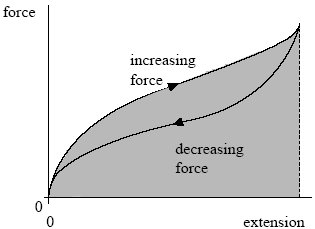 force
increasing
force
decreasing
force
0
0
extension